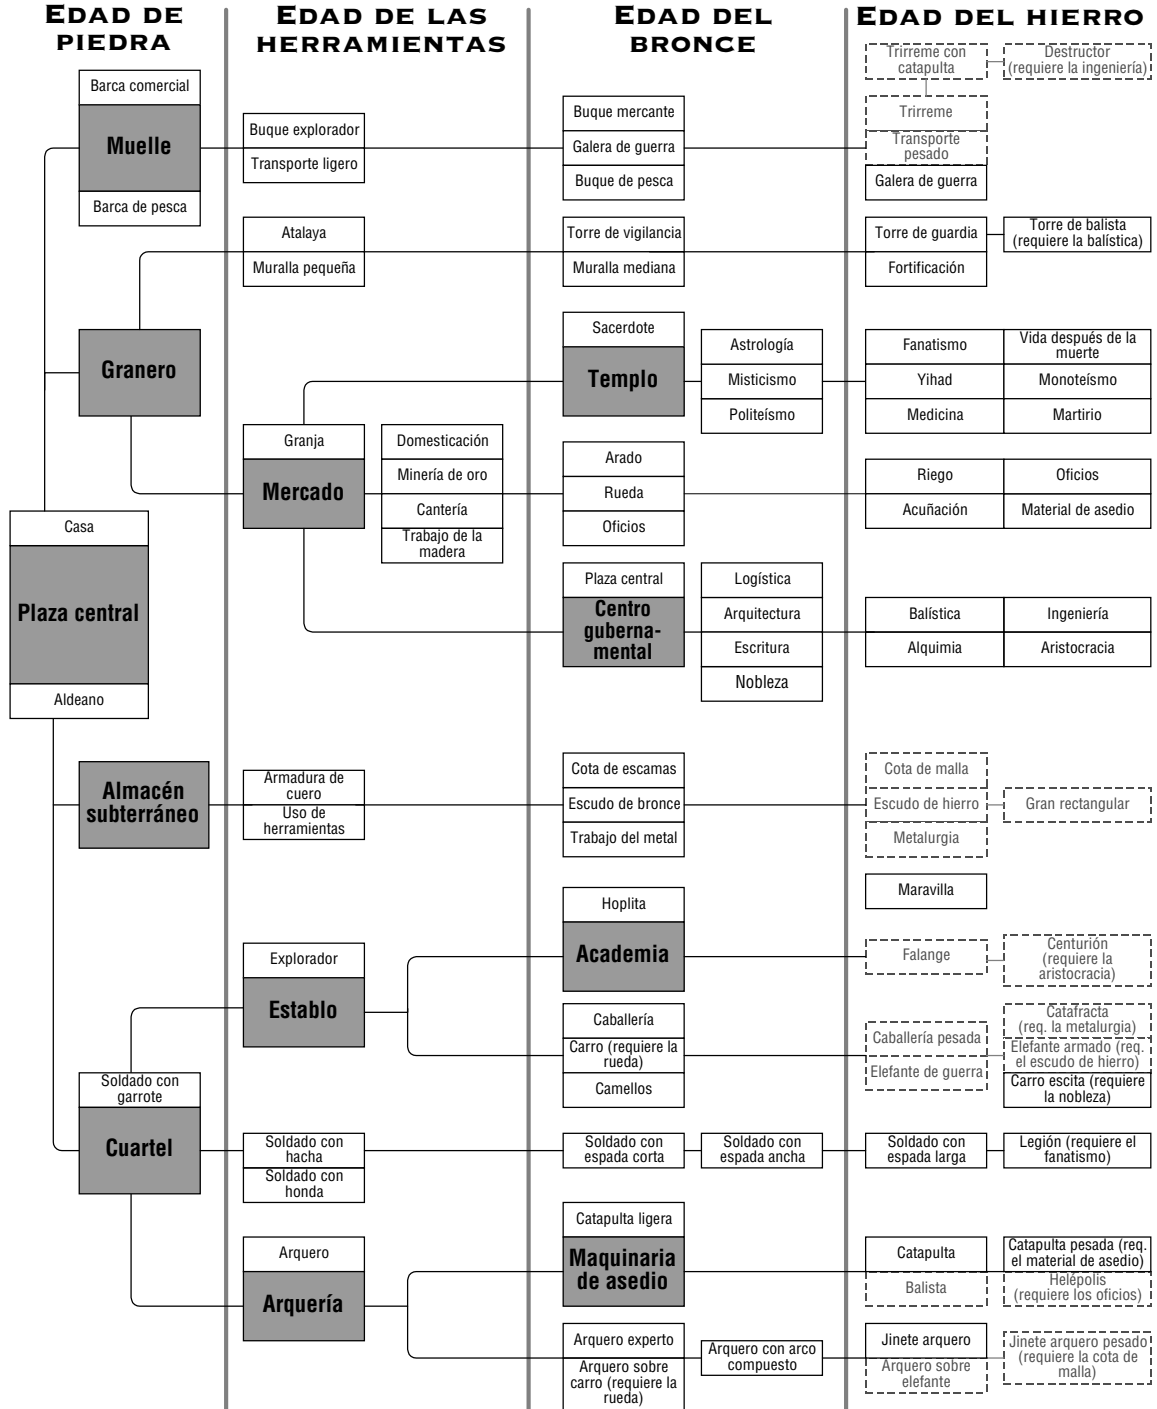 EDAD DE
PIEDRA
EDAD DE LAS
HERRAMIENTAS
EDAD DEL
BRONCE
EDAD DEL HIERRO
Trirreme con
catapulta
Destructor
(requiere la ingeniería)
Barca comercial
Muelle
Barca de pesca
Buque explorador
Transporte ligero
Buque mercante
Galera de guerra
Buque de pesca
Trirreme
Transporte
pesado
Galera de guerra
Atalaya
Muralla pequeña
Torre de vigilancia
Muralla mediana
Torre de guardia
Fortificación
Torre de balista
(requiere la balística)
Granero
Sacerdote
Templo
Astrología
Misticismo
Politeísmo
Fanatismo
Yihad
Medicina
Vida después de la
muerte
Monoteísmo
Martirio
Granja
Mercado
Domesticación
Minería de oro
Cantería
Trabajo de la
madera
Arado
Rueda
Oficios
Riego
Acuñación
Oficios
Material de asedio
Casa
Plaza central
Aldeano
Plaza central
Centro
guberna-
mental
Logística
Arquitectura
Escritura
Nobleza
Balística
Alquimia
Ingeniería
Aristocracia
Almacén
subterráneo
Armadura de
cuero
Uso de
herramientas
Cota de escamas
Escudo de bronce
Trabajo del metal
Cota de malla
Escudo de hierro
Metalurgia
Gran rectangular
Maravilla
Hoplita
Academia
Falange
Centurión
(requiere la
aristocracia)
Explorador
Establo
Caballería
Carro (requiere la
rueda)
Camellos
Caballería pesada
Elefante de guerra
Catafracta
(req. la metalurgia)
Elefante armado (req.
el escudo de hierro)
Carro escita (requiere
la nobleza)
Soldado con
garrote
Cuartel
Soldado con
hacha
Soldado con
honda
Soldado con
espada corta
Soldado con
espada ancha
Soldado con
espada larga
Legión (requiere el
fanatismo)
Arquero
Arquería
Catapulta ligera
Maquinaria
de asedio
Catapulta
Balista
Catapulta pesada (req.
el material de asedio)
Helépolis
(requiere los oficios)
Arquero experto
Arquero sobre
carro (requiere la
rueda)
Arquero con arco
compuesto
Jinete arquero
Arquero sobre
elefante
Jinete arquero pesado
(requiere la cota de
malla)